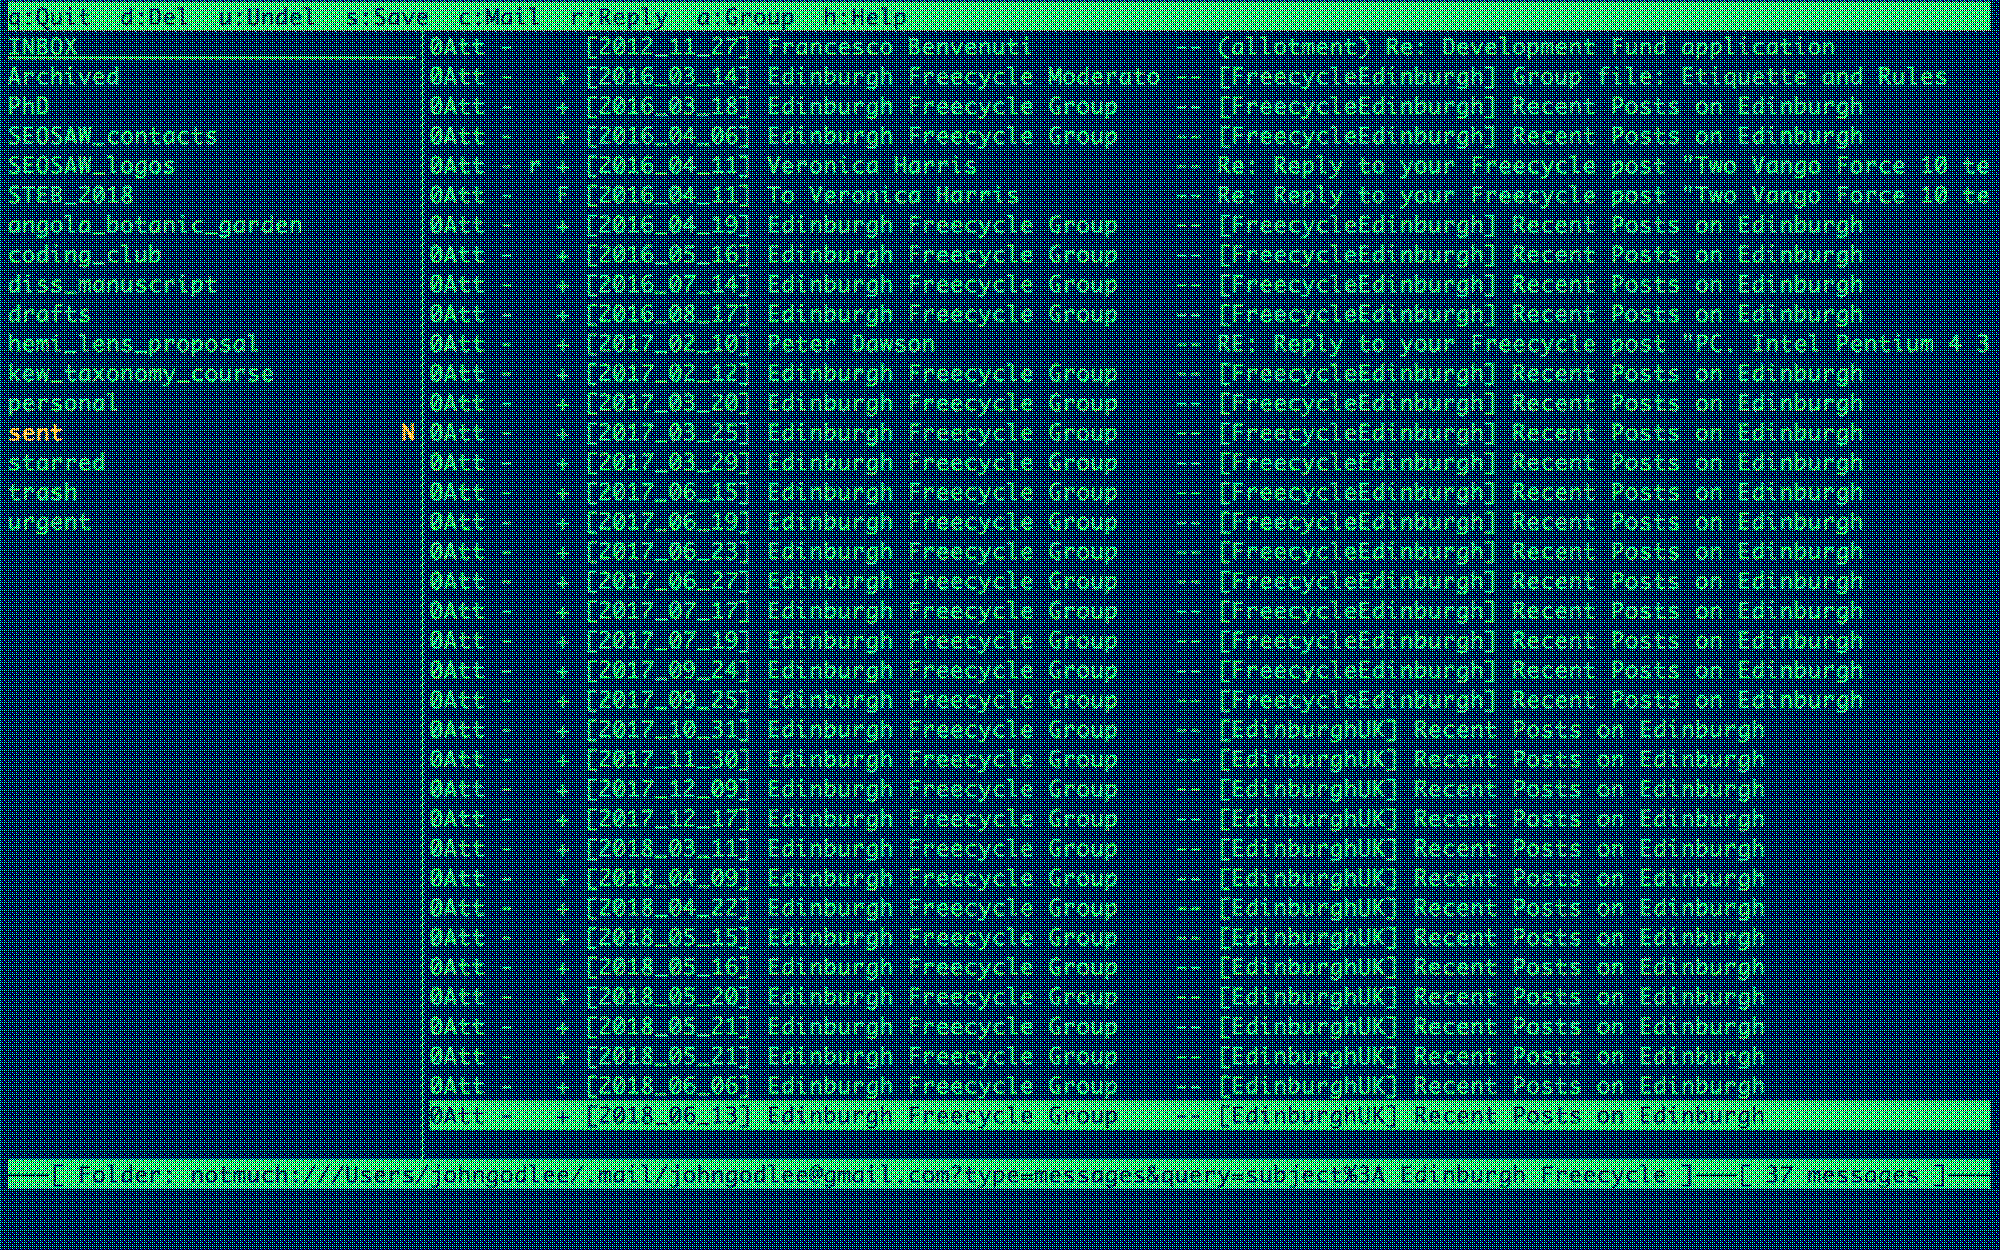 q:Quit  d:Del  u:Undel  s:Save  c:Mail  r:Reply  a:Group  h:Help
INBOX
Archived
PhD
SEOSAW_contacts
SEOSAW_logos
STEB_2018
angola_botanic_garden
coding_club
diss_manuscript
drafts
hemi_lens_proposal
kew_taxonomy_course
personal
sent N
starred
trash
urgent
0Att -     [2012_11_27] Francesco Benvenuti -- (allotment) Re: Development Fund application
0Att -   + [2016_03_14] Edinburgh Freecycle Moderato -- [FreecycleEdinburgh] Group file: Etiquette and Rules
0Att -   + [2016_03_18] Edinburgh Freecycle Group -- [FreecycleEdinburgh] Recent Posts on Edinburgh
0Att -   + [2016_04_06] Edinburgh Freecycle Group -- [FreecycleEdinburgh] Recent Posts on Edinburgh
0Att - r + [2016_04_11] Veronica Harris -- Re: Reply to your Freecycle post "Two Vango Force 10 te
0Att -   F [2016_04_11] To Veronica Harris -- Re: Reply to your Freecycle post "Two Vango Force 10 te
0Att -   + [2016_04_19] Edinburgh Freecycle Group -- [FreecycleEdinburgh] Recent Posts on Edinburgh
0Att -   + [2016_05_16] Edinburgh Freecycle Group -- [FreecycleEdinburgh] Recent Posts on Edinburgh
0Att -   + [2016_07_14] Edinburgh Freecycle Group -- [FreecycleEdinburgh] Recent Posts on Edinburgh
0Att -   + [2016_08_17] Edinburgh Freecycle Group -- [FreecycleEdinburgh] Recent Posts on Edinburgh
0Att -   + [2017_02_10] Peter Dawson -- RE: Reply to your Freecycle post "PC. Intel Pentium 4 3
0Att -   + [2017_02_12] Edinburgh Freecycle Group -- [FreecycleEdinburgh] Recent Posts on Edinburgh
0Att -   + [2017_03_20] Edinburgh Freecycle Group -- [FreecycleEdinburgh] Recent Posts on Edinburgh
0Att -   + [2017_03_25] Edinburgh Freecycle Group -- [FreecycleEdinburgh] Recent Posts on Edinburgh
0Att -   + [2017_03_29] Edinburgh Freecycle Group -- [FreecycleEdinburgh] Recent Posts on Edinburgh
0Att -   + [2017_06_15] Edinburgh Freecycle Group -- [FreecycleEdinburgh] Recent Posts on Edinburgh
0Att -   + [2017_06_19] Edinburgh Freecycle Group -- [FreecycleEdinburgh] Recent Posts on Edinburgh
0Att -   + [2017_06_23] Edinburgh Freecycle Group -- [FreecycleEdinburgh] Recent Posts on Edinburgh
0Att -   + [2017_06_27] Edinburgh Freecycle Group -- [FreecycleEdinburgh] Recent Posts on Edinburgh
0Att -   + [2017_07_17] Edinburgh Freecycle Group -- [FreecycleEdinburgh] Recent Posts on Edinburgh
0Att -   + [2017_07_19] Edinburgh Freecycle Group -- [FreecycleEdinburgh] Recent Posts on Edinburgh
0Att -   + [2017_09_24] Edinburgh Freecycle Group -- [FreecycleEdinburgh] Recent Posts on Edinburgh
0Att -   + [2017_09_25] Edinburgh Freecycle Group -- [FreecycleEdinburgh] Recent Posts on Edinburgh
0Att -   + [2017_10_31] Edinburgh Freecycle Group -- [EdinburghUK] Recent Posts on Edinburgh
0Att -   + [2017_11_30] Edinburgh Freecycle Group -- [EdinburghUK] Recent Posts on Edinburgh
0Att -   + [2017_12_09] Edinburgh Freecycle Group -- [EdinburghUK] Recent Posts on Edinburgh
0Att -   + [2017_12_17] Edinburgh Freecycle Group -- [EdinburghUK] Recent Posts on Edinburgh
0Att -   + [2018_03_11] Edinburgh Freecycle Group -- [EdinburghUK] Recent Posts on Edinburgh
0Att -   + [2018_04_09] Edinburgh Freecycle Group -- [EdinburghUK] Recent Posts on Edinburgh
0Att -   + [2018_04_22] Edinburgh Freecycle Group -- [EdinburghUK] Recent Posts on Edinburgh
0Att -   + [2018_05_15] Edinburgh Freecycle Group -- [EdinburghUK] Recent Posts on Edinburgh
0Att -   + [2018_05_16] Edinburgh Freecycle Group -- [EdinburghUK] Recent Posts on Edinburgh
0Att -   + [2018_05_20] Edinburgh Freecycle Group -- [EdinburghUK] Recent Posts on Edinburgh
0Att -   + [2018_05_21] Edinburgh Freecycle Group -- [EdinburghUK] Recent Posts on Edinburgh
0Att -   + [2018_05_21] Edinburgh Freecycle Group -- [EdinburghUK] Recent Posts on Edinburgh
0Att -   + [2018_06_06] Edinburgh Freecycle Group -- [EdinburghUK] Recent Posts on Edinburgh
0Att -   + [2018_06_13] Edinburgh Freecycle Group -- [EdinburghUK] Recent Posts on Edinburgh
───[ Folder: notmuch:///Users/johngodlee/.mail/johngodlee@gmail.com?type=messages&query=subject%3A Edinburgh Freecycle ]───[ 37 messages ]───